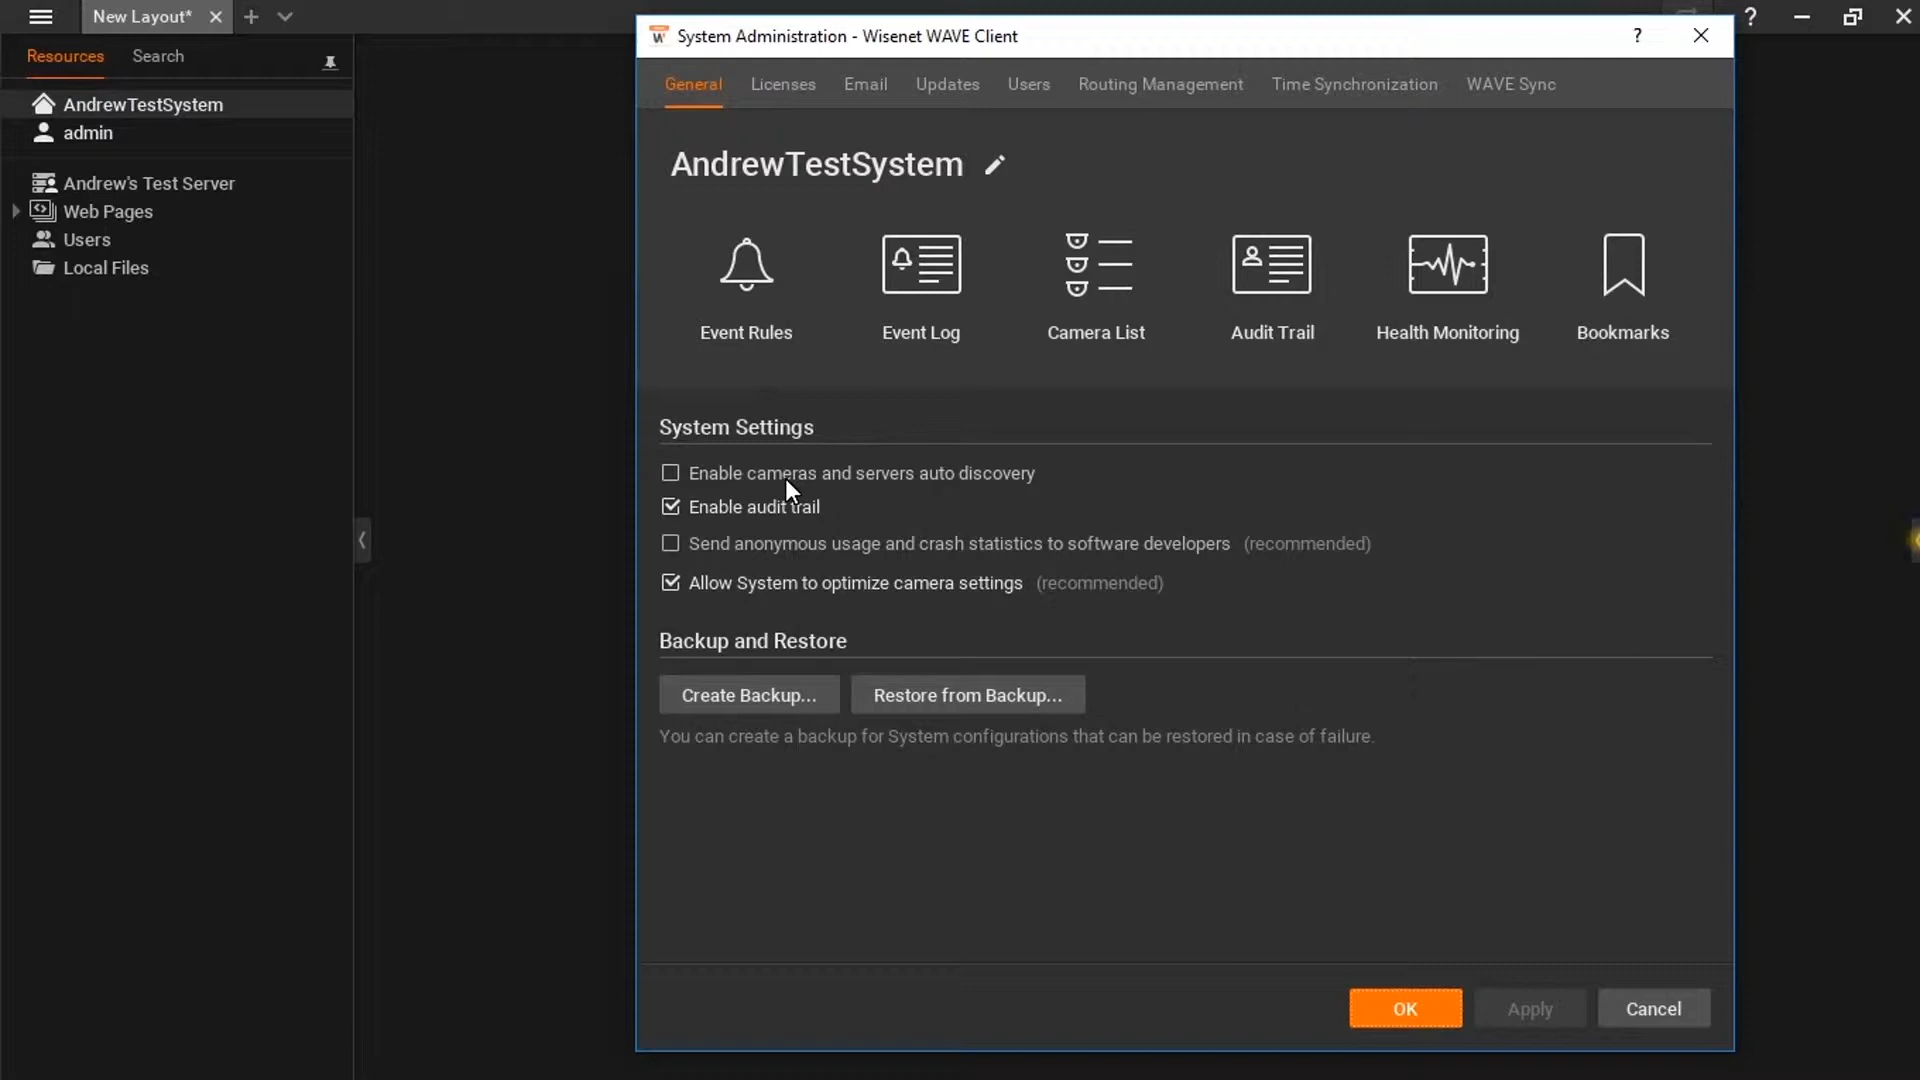 New Layout*
System Administration - Wisenet WAVE Client
Resources Search
General Licenses Email Updates Users Routing Management Time Synchronization WAVE Sync
AndrewTestSystem
admin
Andrew's Test Server
Web Pages
Users
Local Files
AndrewTestSystem
Event Rules Event Log Camera List Audit Trail Health Monitoring Bookmarks
System Settings
Enable cameras and servers auto discovery
Enable audit trail
Send anonymous usage and crash statistics to software developers (recommended)
Allow System to optimize camera settings (recommended)
Backup and Restore
Create Backup... Restore from Backup...
You can create a backup for System configurations that can be restored in case of failure.
OK Apply Cancel